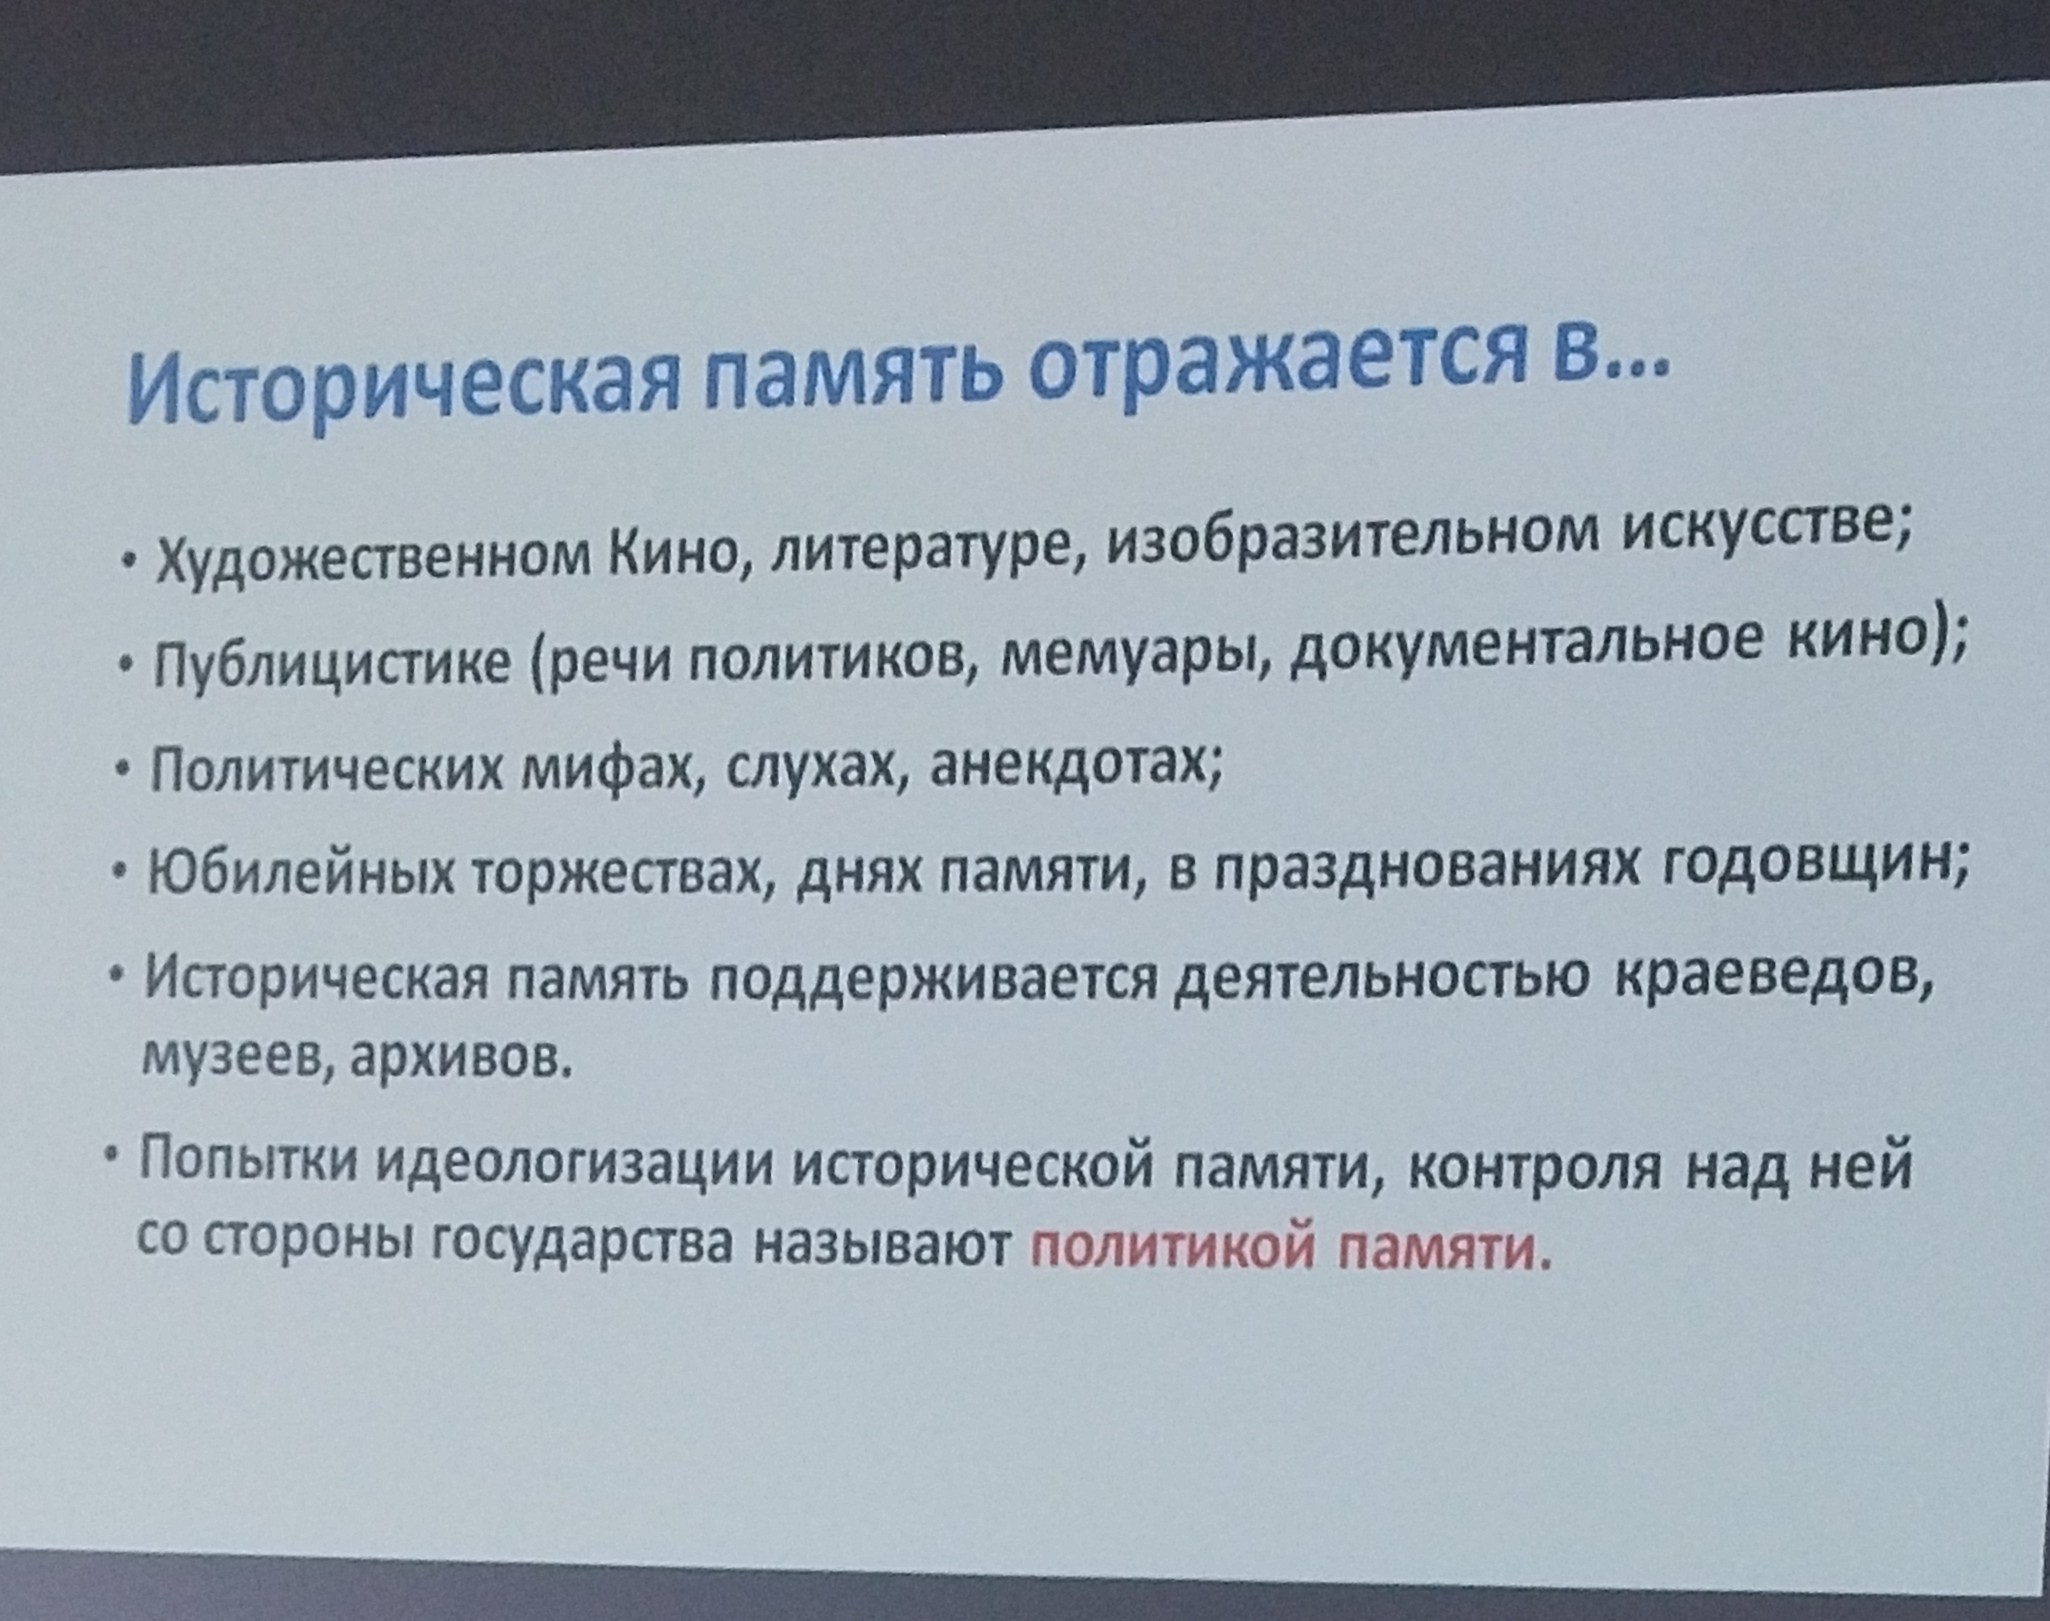 Историческая память отражается в...
• Художественном Кино, литературе, изобразительном искусстве;
• Публицистике (речи политиков, мемуары, документальное кино);
• Политических мифах, слухах, анекдотах;
• Юбилейных торжествах, днях памяти, в празднованиях годовщин;
• Историческая память поддерживается деятельностью краеведов,
музеев, архивов.
• Попытки идеологизации исторической памяти, контроля над ней
со стороны государства называют политикой памяти.